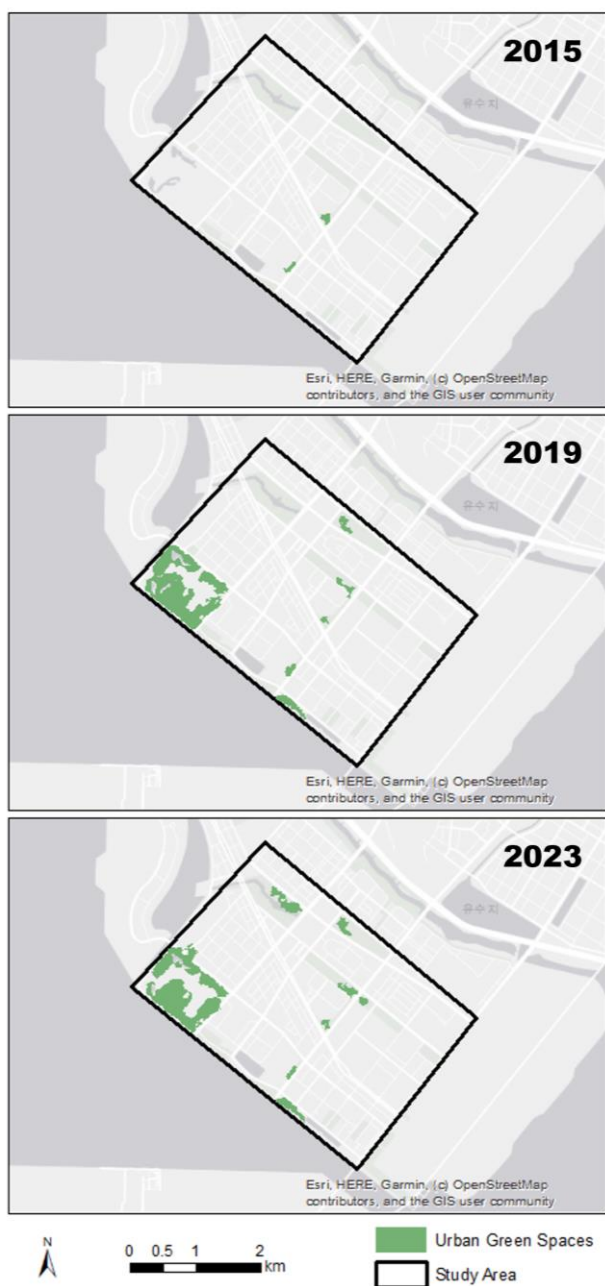 2015
유수지
Esri, HERE, Garmin, (c) OpenStreetMap
contributors, and the GIS user community
2019
유수지
Esri, HERE, Garmin, (c) OpenStreetMap
contributors, and the GIS user community
2023
유수지
Esri, HERE, Garmin, (c) OpenStreetMap
contributors, and the GIS user community
N
0 0.5 1 2
km
Urban Green Spaces
Study Area